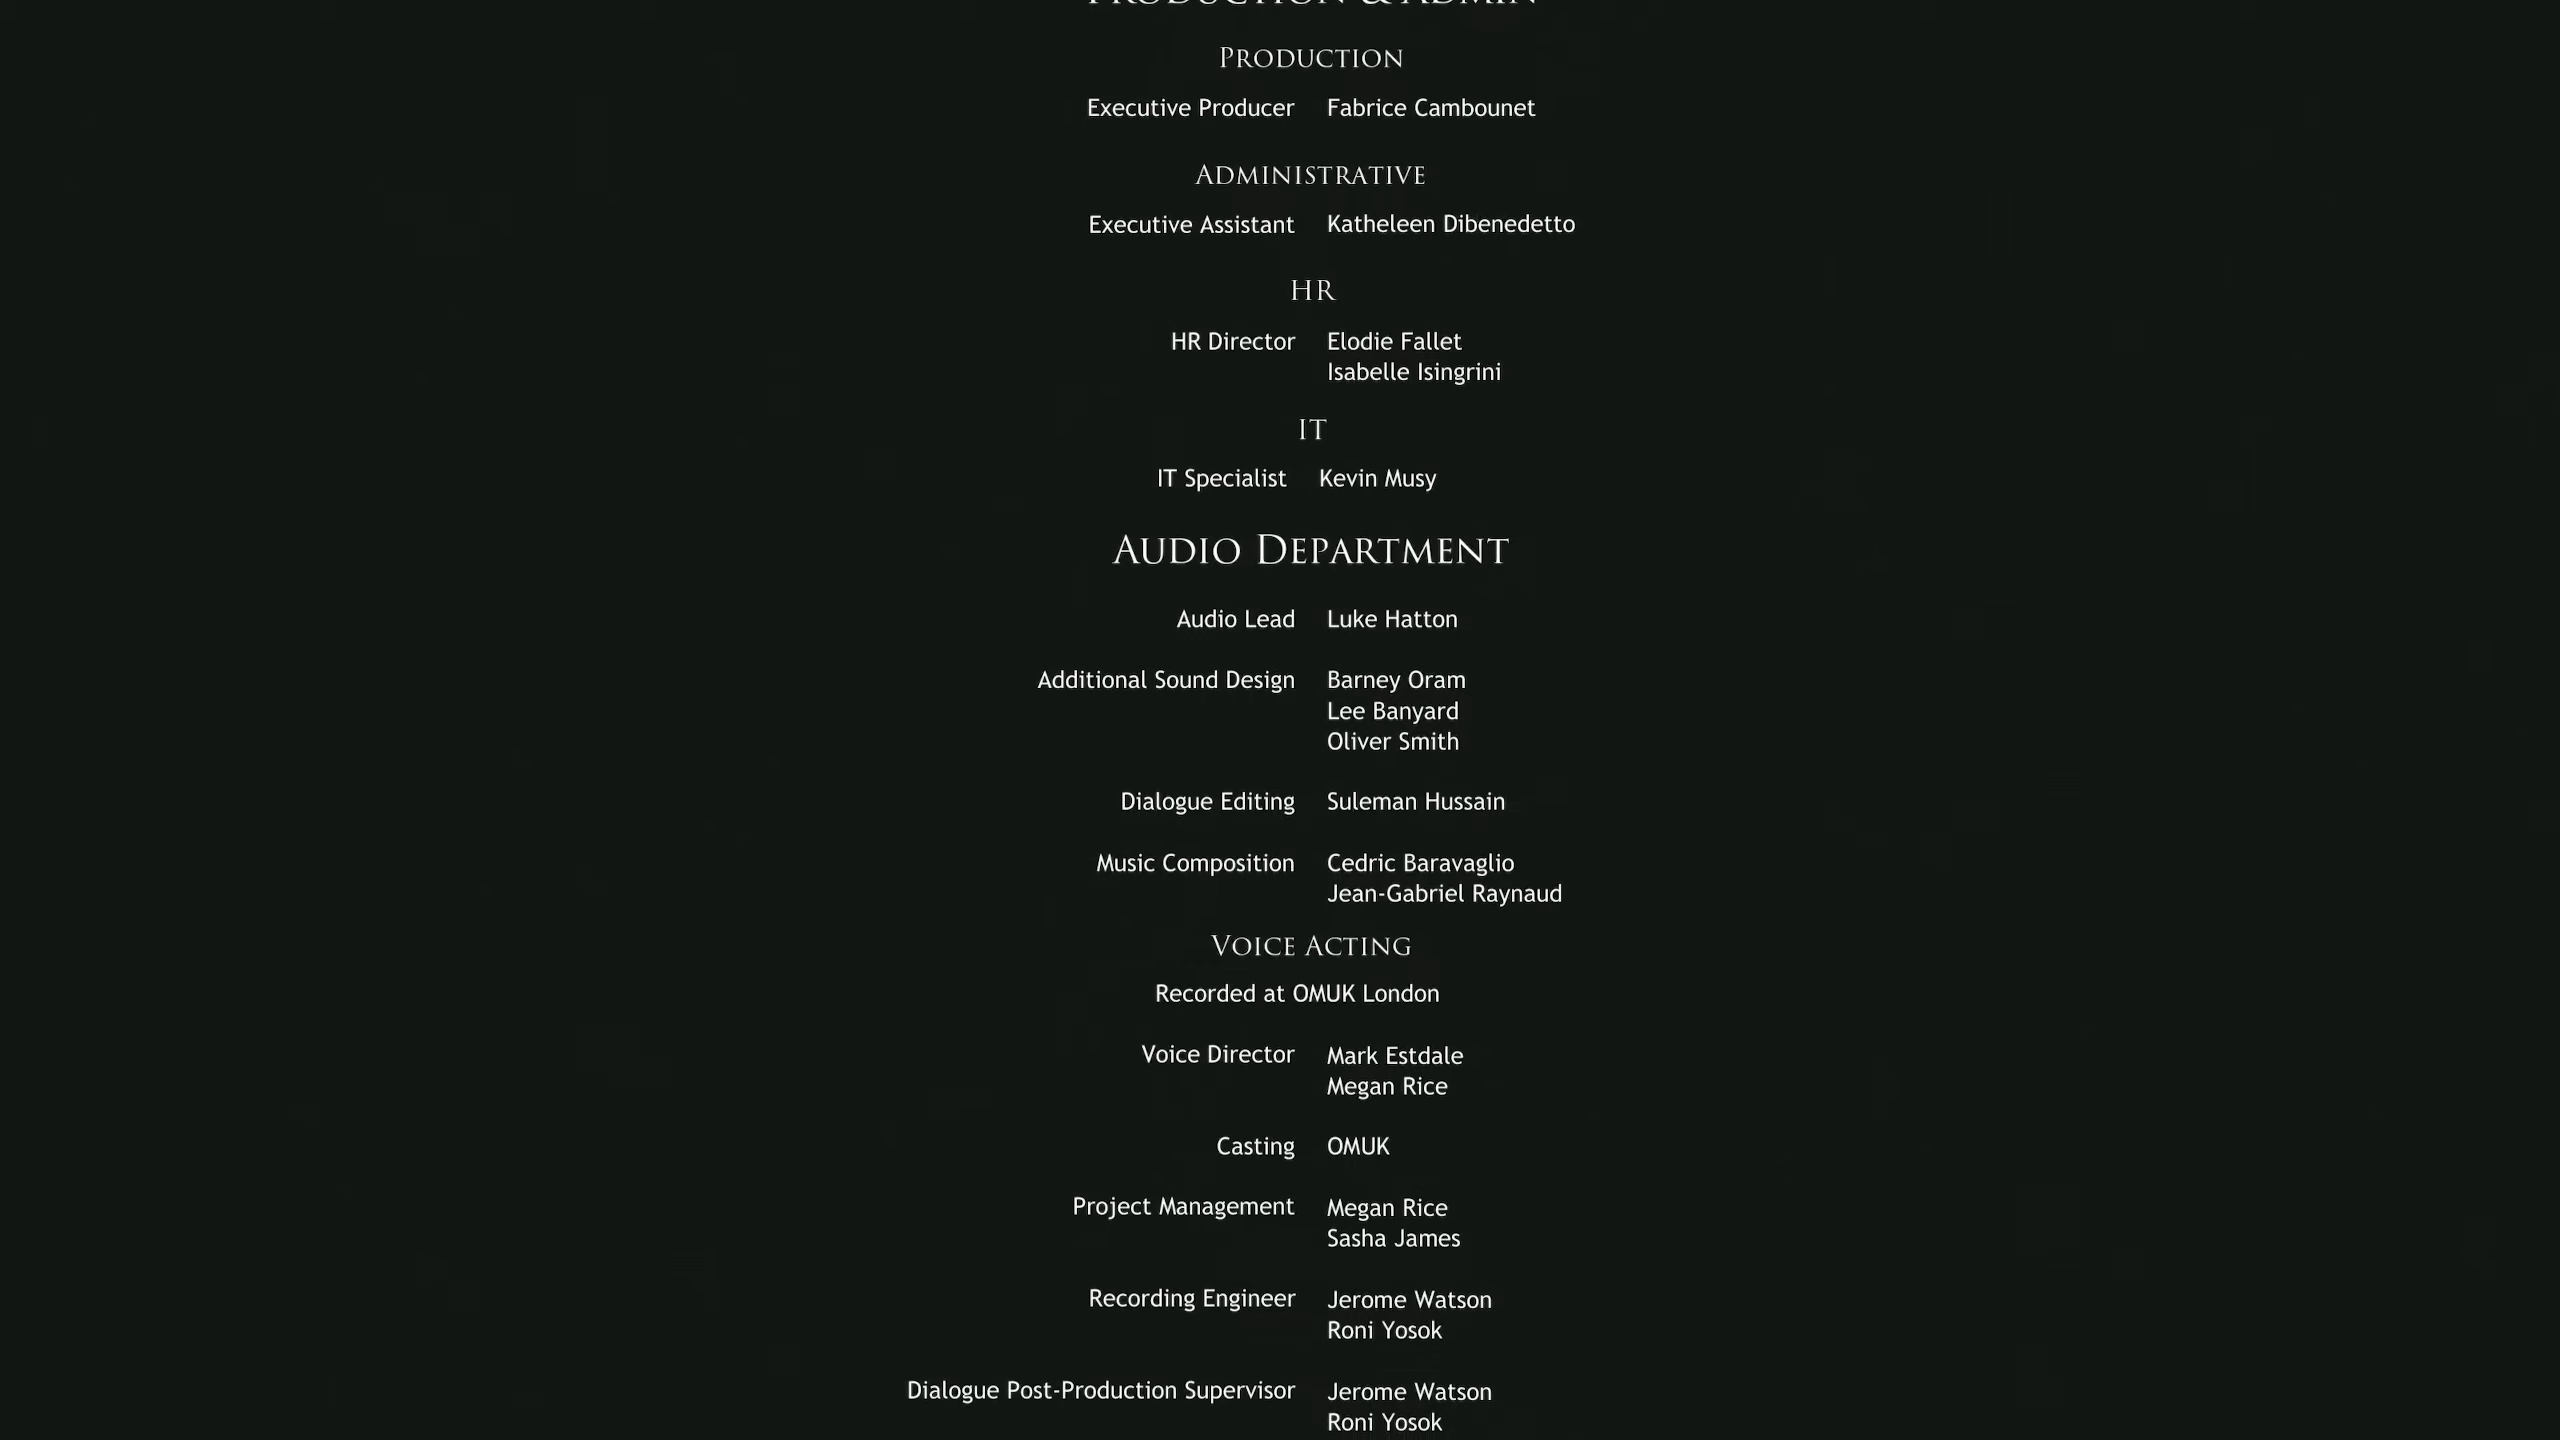 PRODUCTION & ADMIN
PRODUCTION
Executive Producer Fabrice Cambounet
ADMINISTRATIVE
Executive Assistant Katheleen Dibenedetto
HR
HR Director Elodie Fallet
Isabelle Isingrini
IT
IT Specialist Kevin Musy
AUDIO DEPARTMENT
Audio Lead Luke Hatton
Additional Sound Design Barney Oram
Lee Banyard
Oliver Smith
Dialogue Editing Suleman Hussain
Music Composition Cedric Baravaglio
Jean-Gabriel Raynaud
VOICE ACTING
Recorded at OMUK London
Voice Director Mark Estdale
Megan Rice
Casting OMUK
Project Management Megan Rice
Sasha James
Recording Engineer Jerome Watson
Roni Yosok
Dialogue Post-Production Supervisor Jerome Watson
Roni Yosok